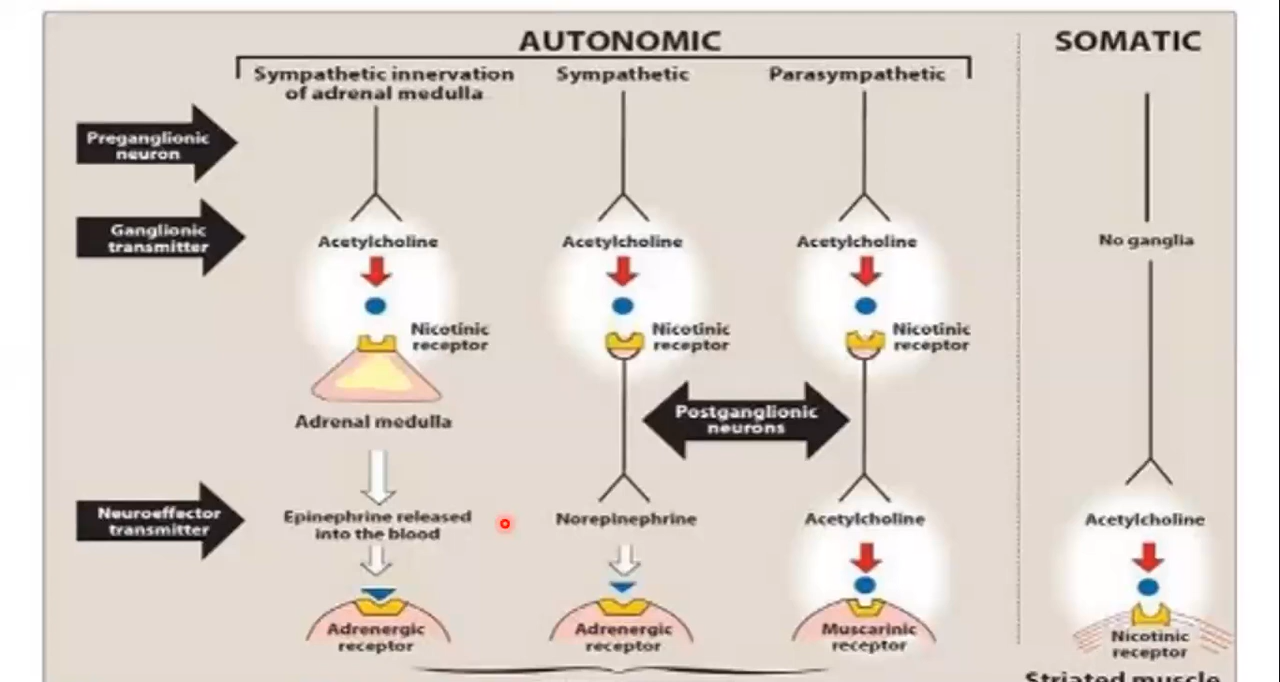 AUTONOMIC
SOMATIC
Sympathetic innervation
of adrenal medulla
Sympathetic
Parasympathetic
Preganglionic
neuron
Ganglionic
transmitter
Acetylcholine
Acetylcholine
Acetylcholine
No ganglia
Nicotinic
receptor
Nicotinic
receptor
Nicotinic
receptor
Adrenal medulla
Postganglionic
neurons
Neuroeffector
transmitter
Epinephrine released
into the blood
Norepinephrine
Acetylcholine
Acetylcholine
Adrenergic
receptor
Adrenergic
receptor
Muscarinic
receptor
Nicotinic
receptor
Striated muscle